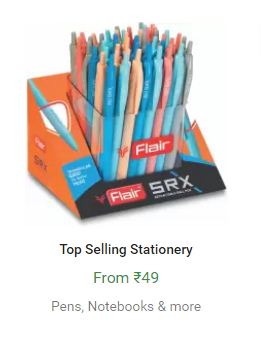 Flair
Flair SRX
Top Selling Stationery
From ₹49
Pens, Notebooks & more